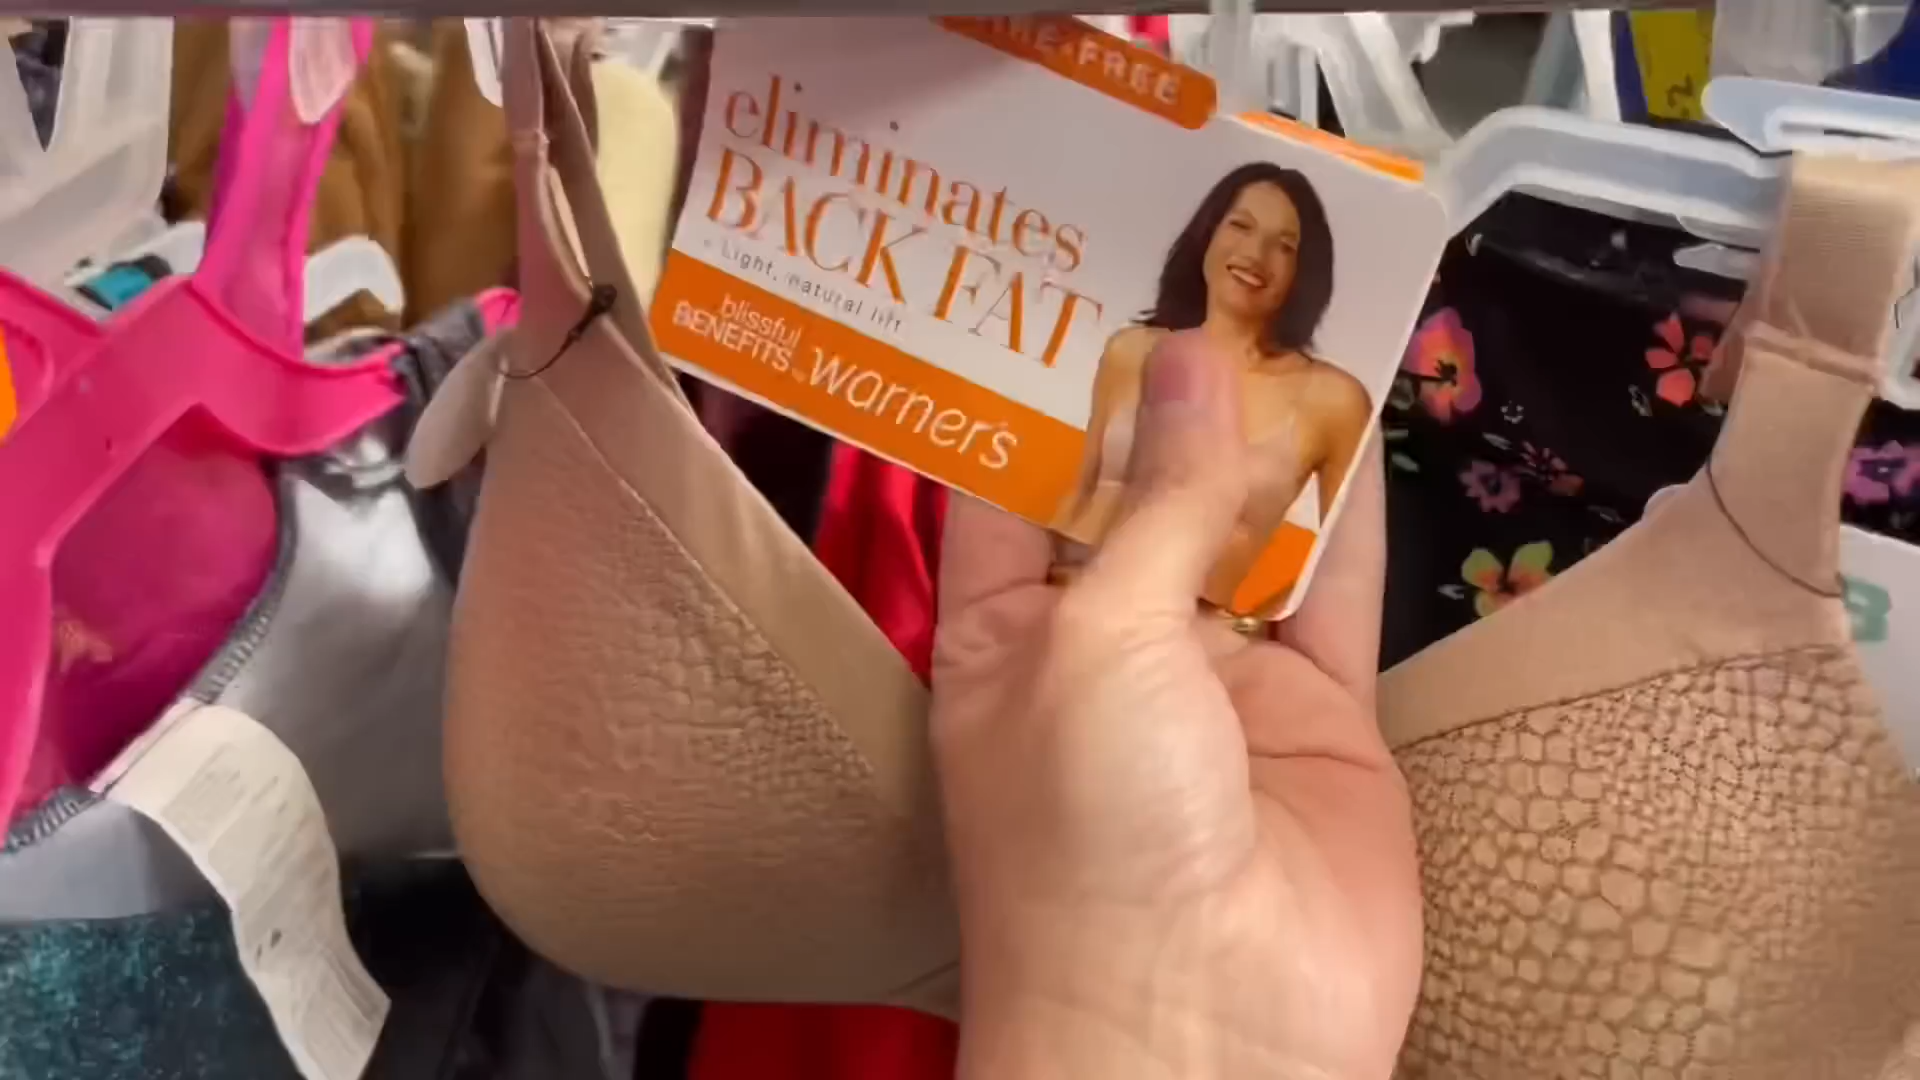 FREE
eliminates
BACK FAT
+ Light, natural lift
blissful
BENEFITS
warner's